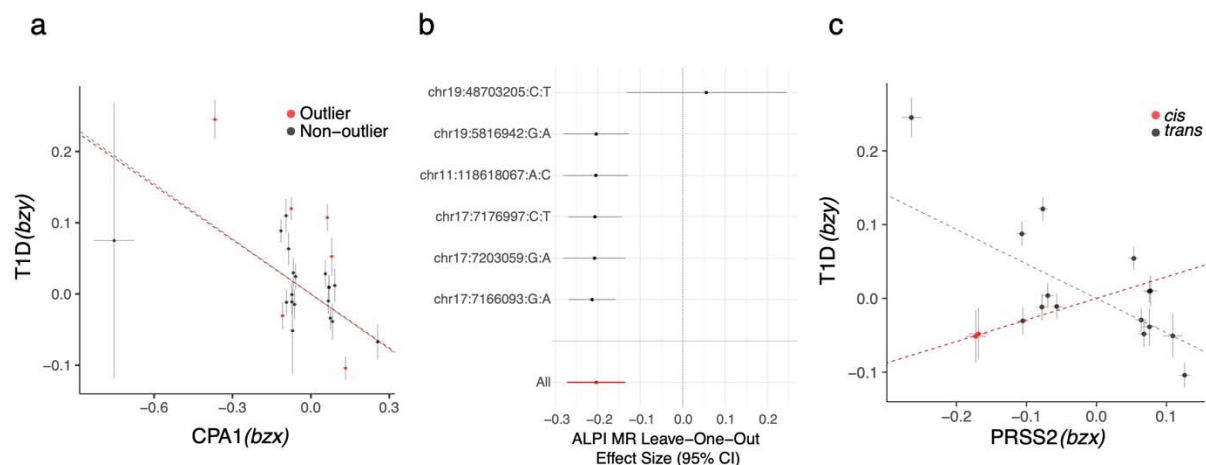 a
Outlier
Non−outlier
T1D(bzy)
0.2
0.1
0.0
−0.1
−0.6
−0.3
0.0
0.3
CPA1(bzx)
b
chr19:48703205:C:T
chr19:5816942:G:A
chr11:118618067:A:C
chr17:7176997:C:T
chr17:7203059:G:A
chr17:7166093:G:A
All
−0.3
−0.2
−0.1
0.0
0.1
0.2
ALPI MR Leave−One−Out
Effect Size (95% CI)
c
cis
trans
T1D(bzy)
0.2
0.1
0.0
−0.1
−0.2
−0.1
0.0
0.1
PRSS2(bzx)